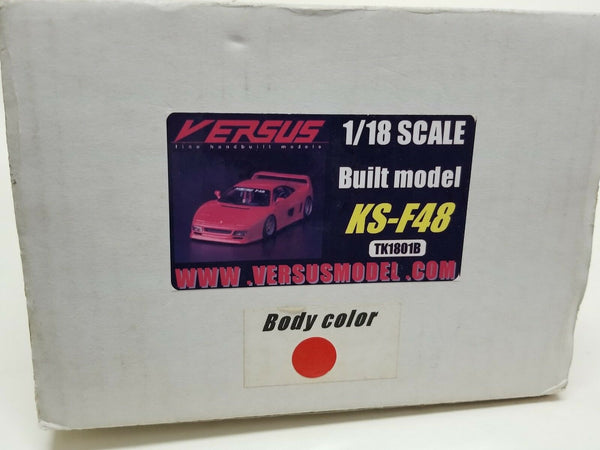 VERSUS
fine handbuilt models
1/18 SCALE
Built model
KS-F48
TK1801B
WWW .VERSUSMODEL .COM
Body color